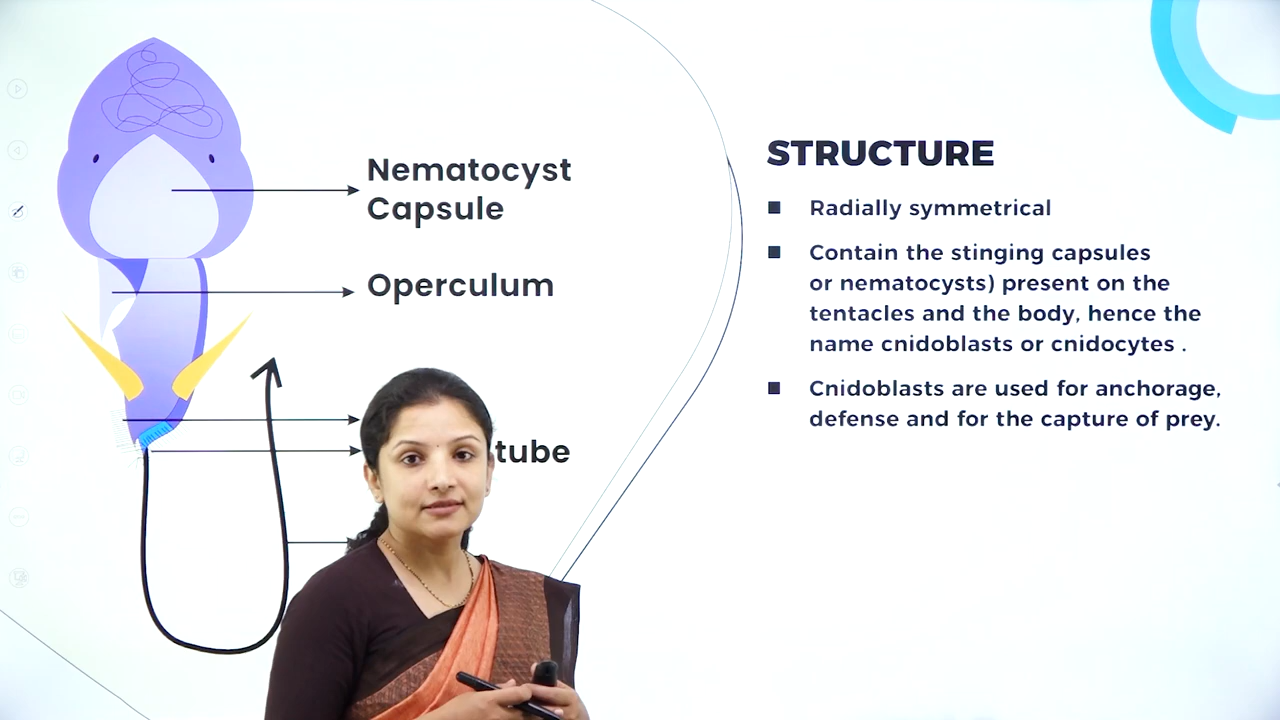 Nematocyst
Capsule
Operculum
tube
STRUCTURE
Radially symmetrical
Contain the stinging capsules
or nematocysts) present on the
tentacles and the body, hence the
name cnidoblasts or cnidocytes .
Cnidoblasts are used for anchorage,
defense and for the capture of prey.